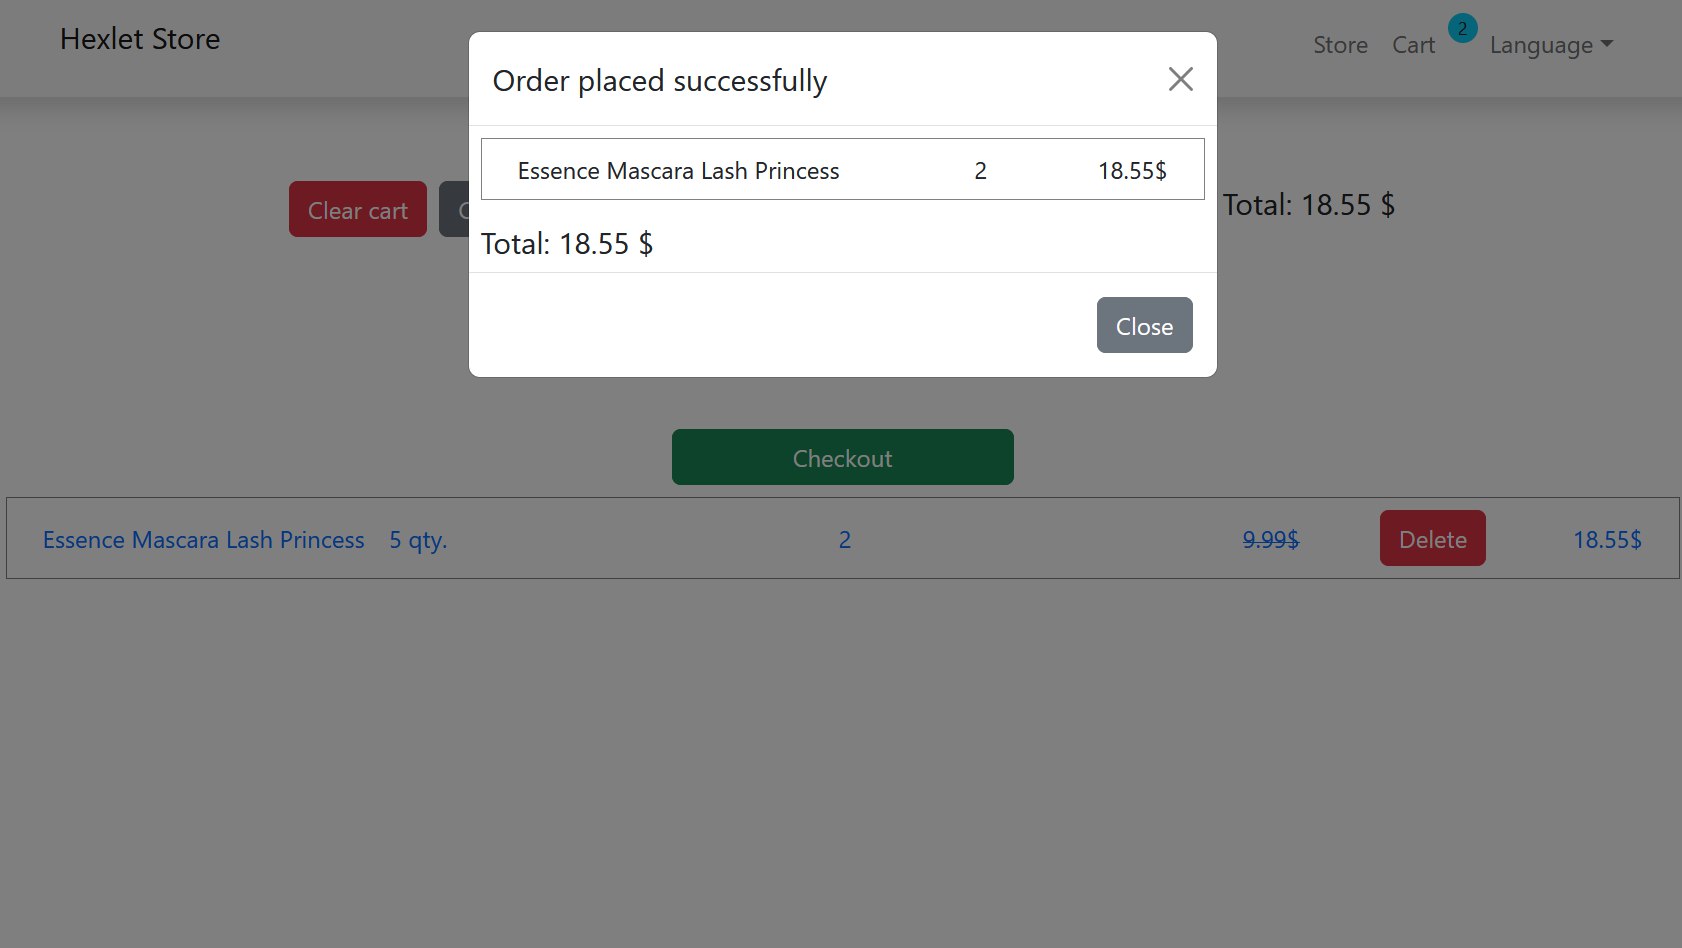 Hexlet Store
Store Cart 2 Language
Order placed successfully
Essence Mascara Lash Princess 2 18.55$
Total: 18.55 $
Close
Clear cart
Total: 18.55 $
Checkout
Essence Mascara Lash Princess 5 qty. 2 9.99$ Delete 18.55$